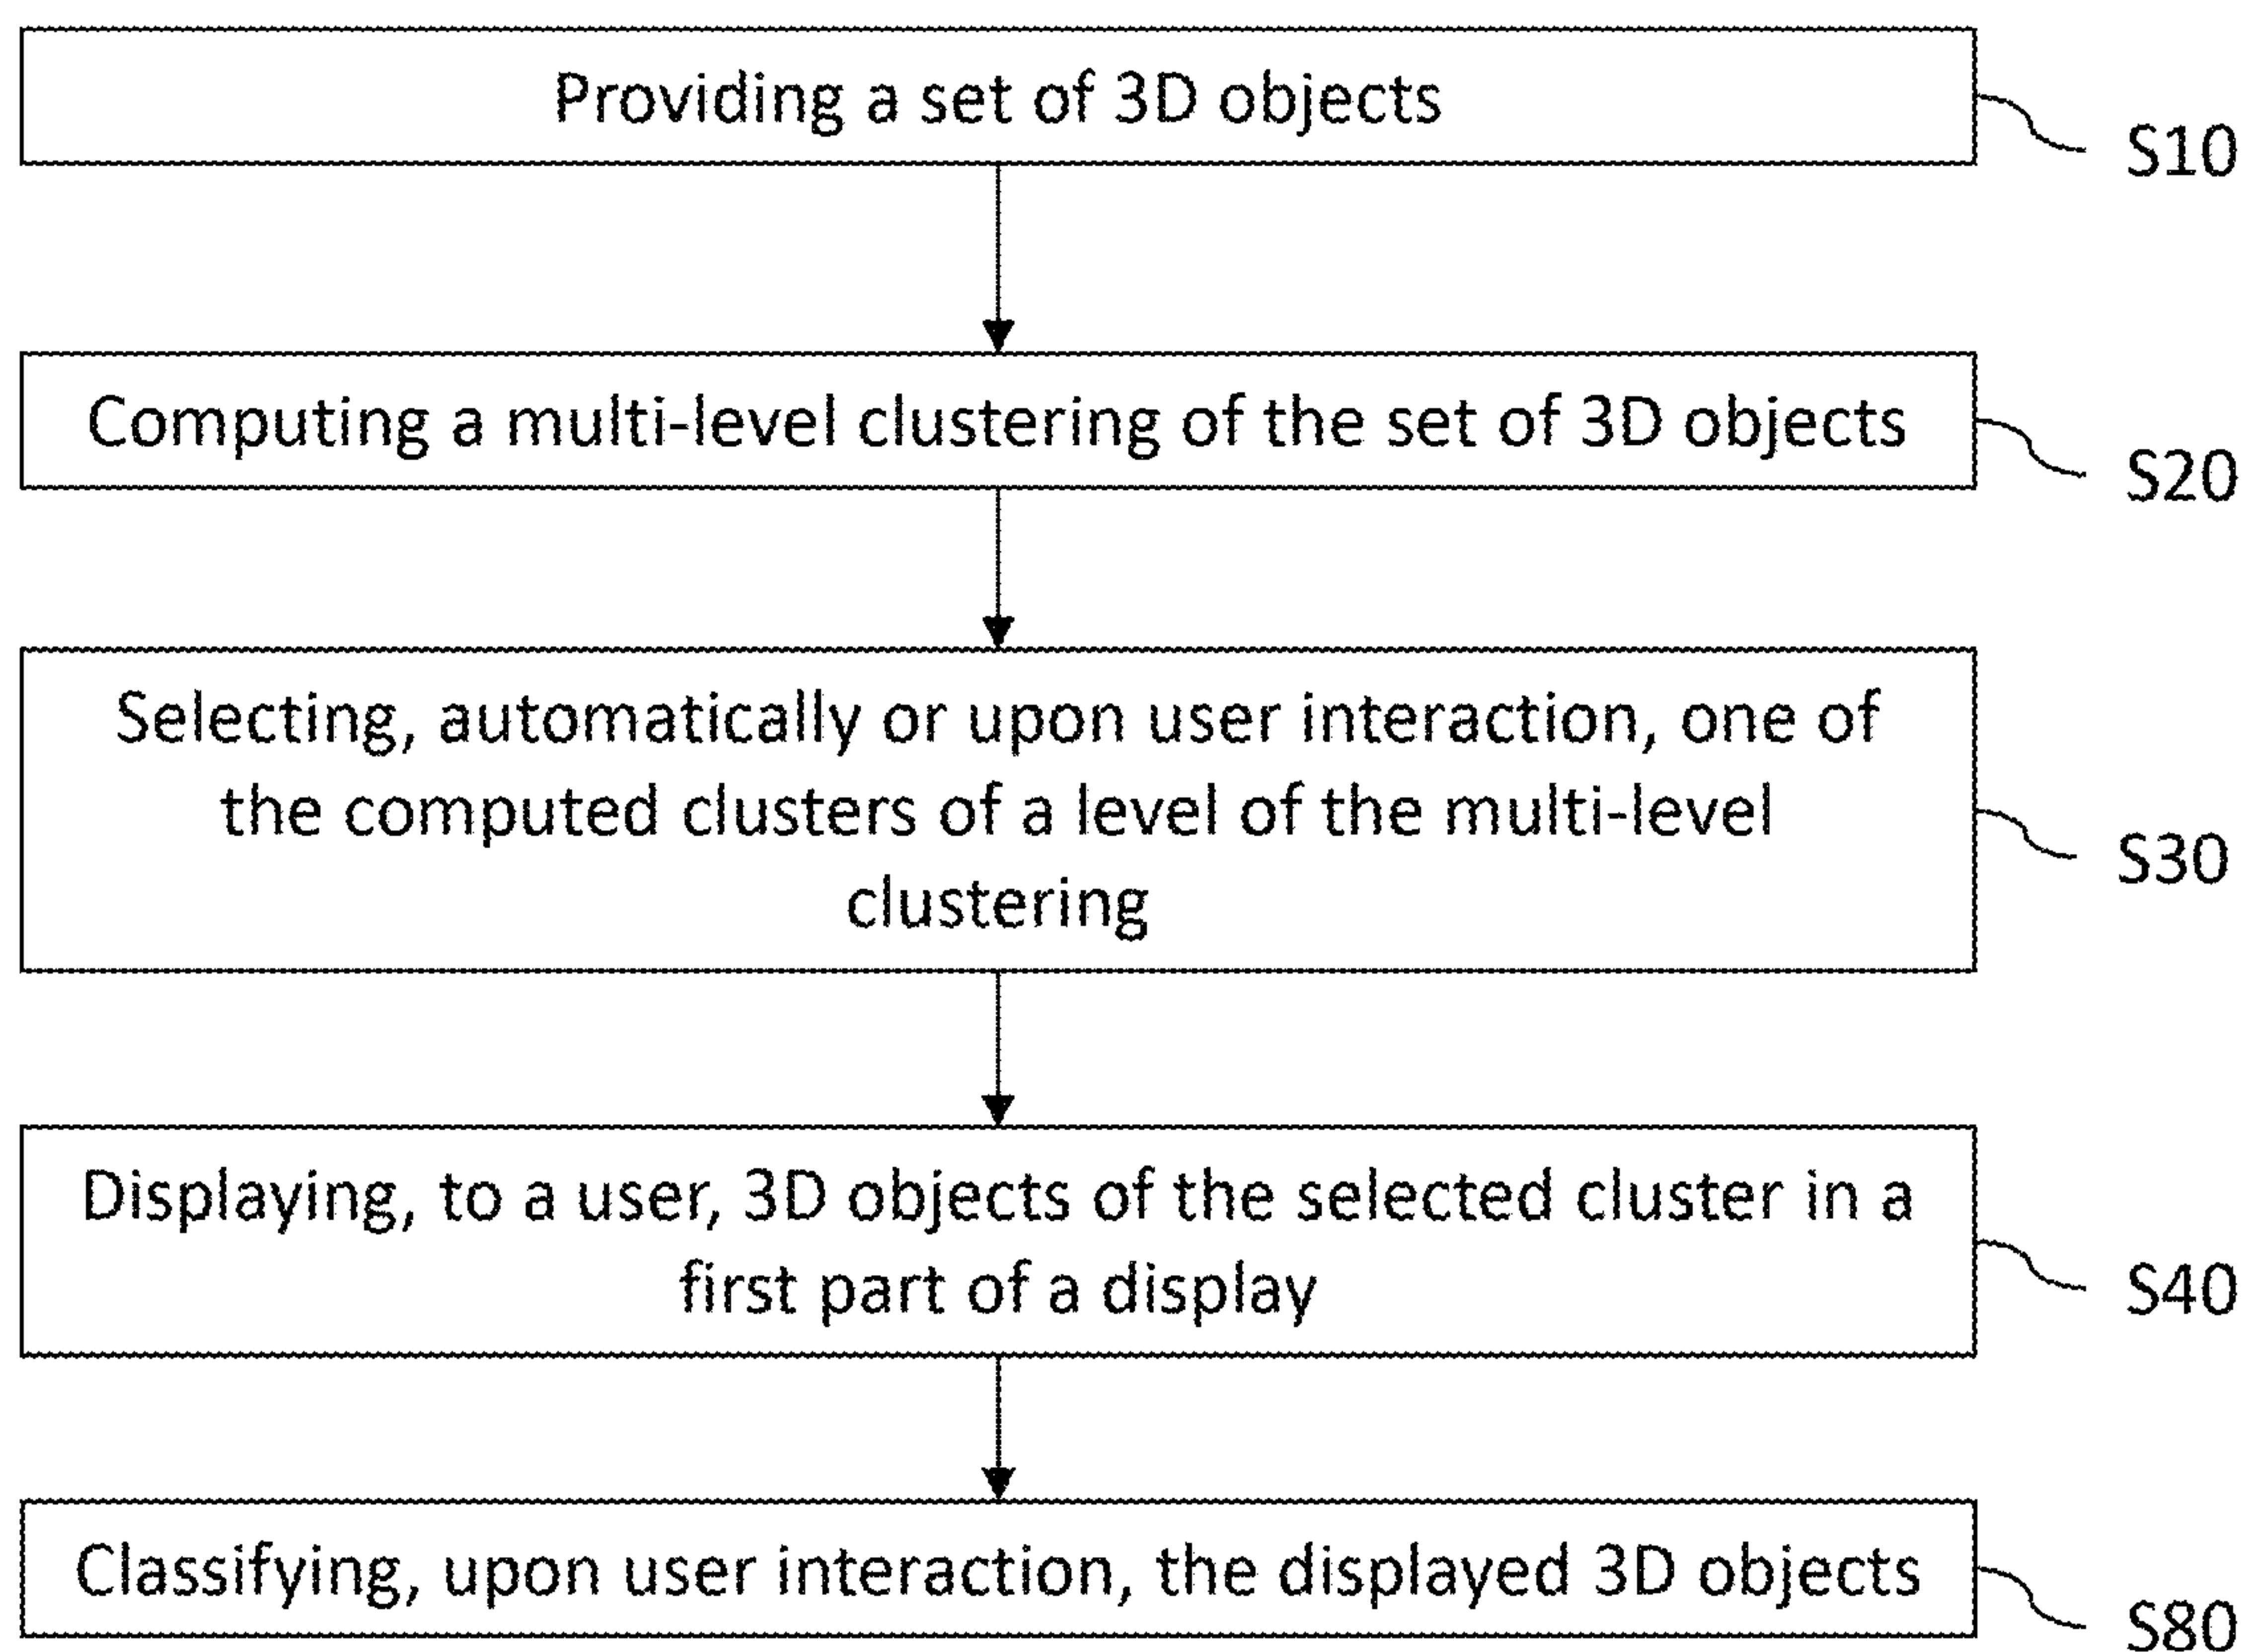 Providing a set of 3D objects
S10
Computing a multi-level clustering of the set of 3D objects
S20
Selecting, automatically or upon user interaction, one of
the computed clusters of a level of the multi-level
clustering
S30
Displaying, to a user, 3D objects of the selected cluster in a
first part of a display
S40
Classifying, upon user interaction, the displayed 3D objects
S80